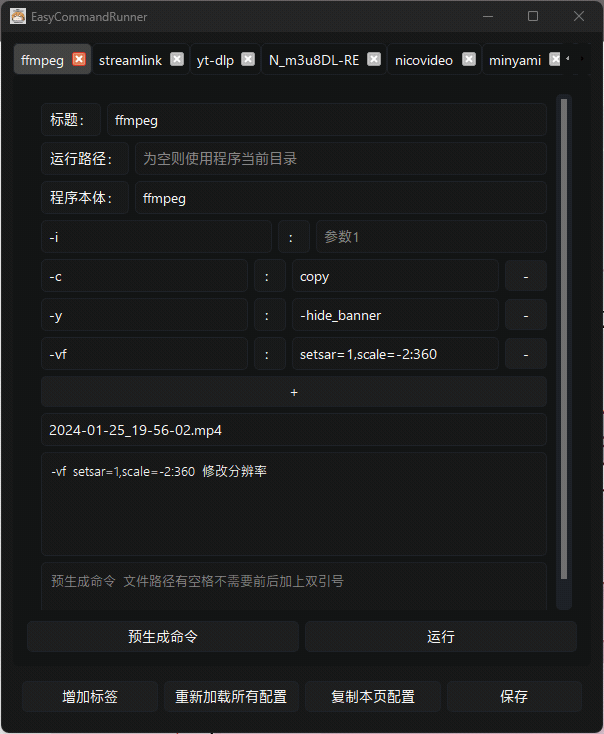 EasyCommandRunner
ffmpeg streamlink yt-dlp N_m3u8DL-RE nicovideo minyami
标题： ffmpeg
运行路径： 为空则使用程序当前目录
程序本体： ffmpeg
-i : 参数1
-c : copy -
-y : -hide_banner -
-vf : setsar=1,scale=-2:360 -
+
2024-01-25_19-56-02.mp4
-vf setsar=1,scale=-2:360 修改分辨率
预生成命令 文件路径有空格不需要前后加上双引号
预生成命令 运行
增加标签 重新加载所有配置 复制本页配置 保存